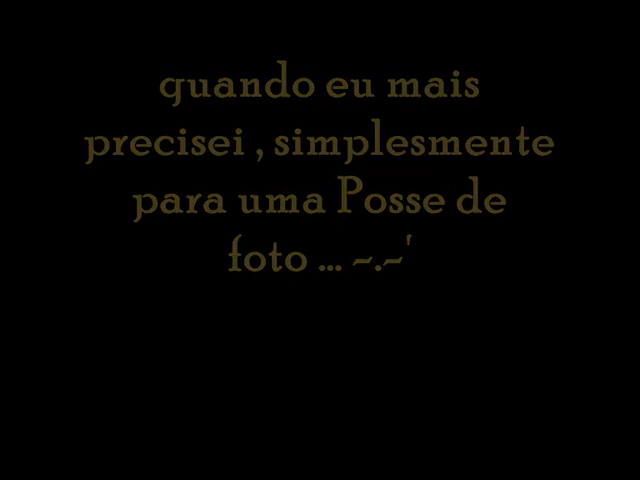 quando eu mais
precisei , simplesmente
para uma Posse de
foto ... ~.~'